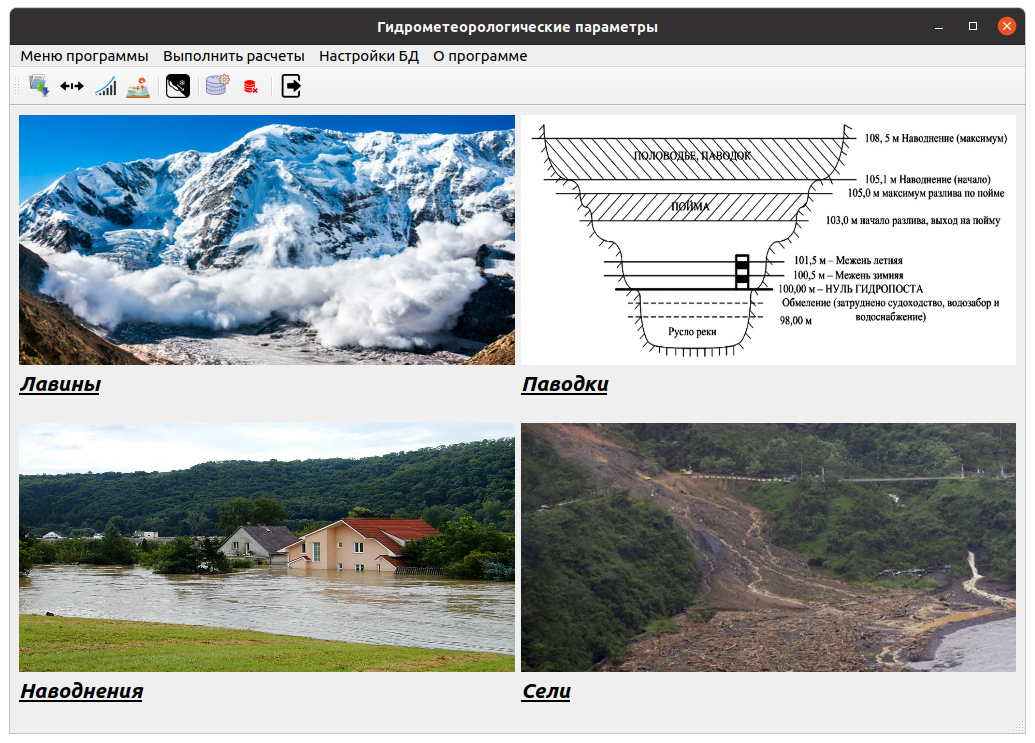 Гидрометеорологические параметры
Меню программы Выполнить расчеты Настройки БД О программе
108, 5 м Наводнение (максимум)
ПОЛОВОДЬЕ, ПАВОДОК
105,1 м Наводнение (начало)
105,0 м максимум разлива по пойме
ПОЙМА
103,0 м начало разлива, выход на пойму
101,5 м – Межень летняя
100,5 м – Межень зимняя
100,00 м – НУЛЬ ГИДРОПОСТА
Обмеление (затруднено судоходство, водозабор и
водоснабжение)
98,00 м
Русло реки
Лавины
Паводки
Наводнения
Сели